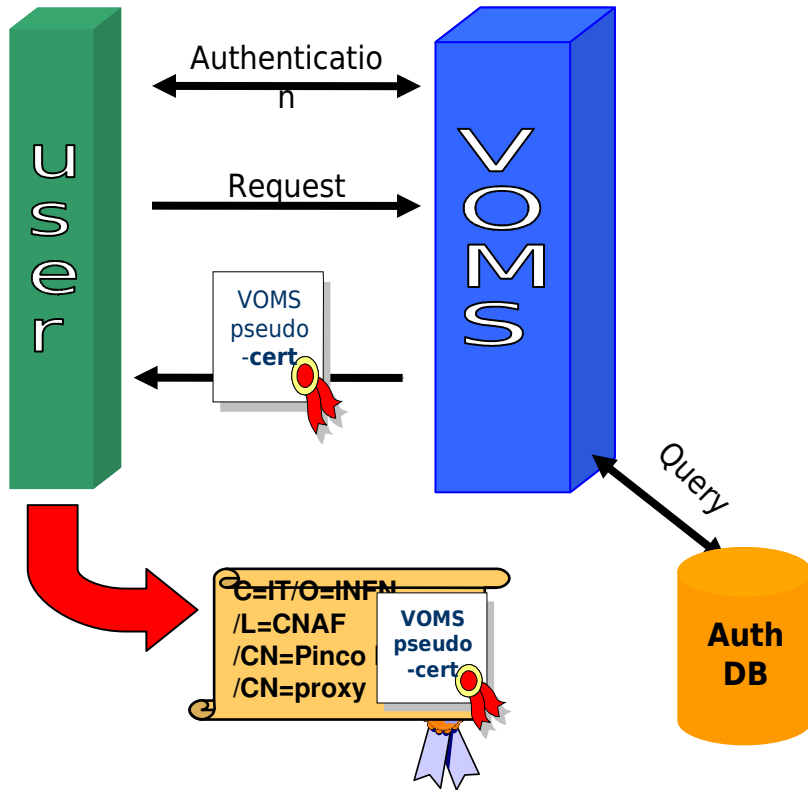 Authenticatio
n
user
VOMS
Request
VOMS
pseudo
-cert
Query
C=IT/O=INFN
/L=CNAF
/CN=Pinco
/CN=proxy
VOMS
pseudo
-cert
Auth
DB